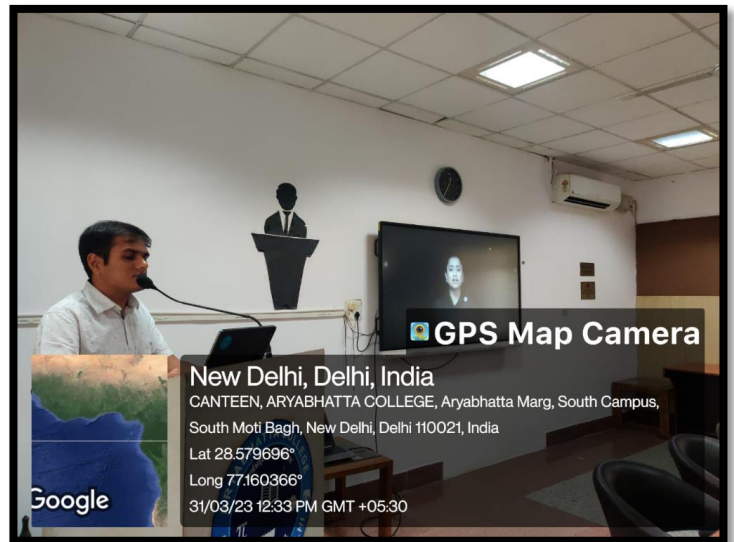 GPS Map Camera
New Delhi, Delhi, India
CANTEEN, ARYABHATTA COLLEGE, Aryabhatta Marg, South Campus,
South Moti Bagh, New Delhi, Delhi 110021, India
Lat 28.579696°
Long 77.160366°
31/03/23 12:33 PM GMT +05:30
Google